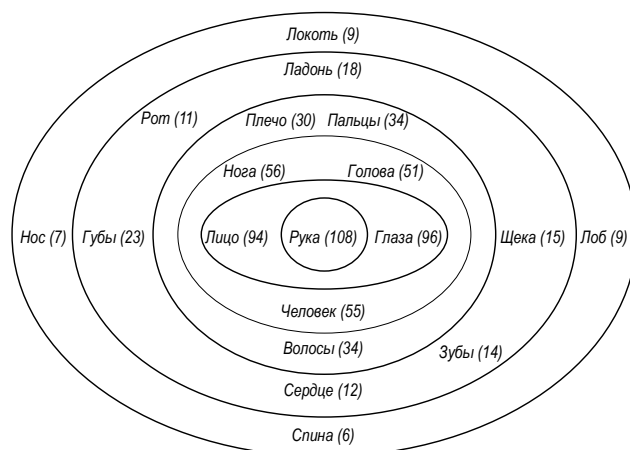 Локоть (9)
Ладонь (18)
Рот (11)
Плечо (30) Пальцы (34)
Нога (56) Голова (51)
Нос (7) Губы (23) Лицо (94) Рука (108) Глаза (96) Щека (15) Лоб (9)
Человек (55)
Волосы (34)
Зубы (14)
Сердце (12)
Спина (6)